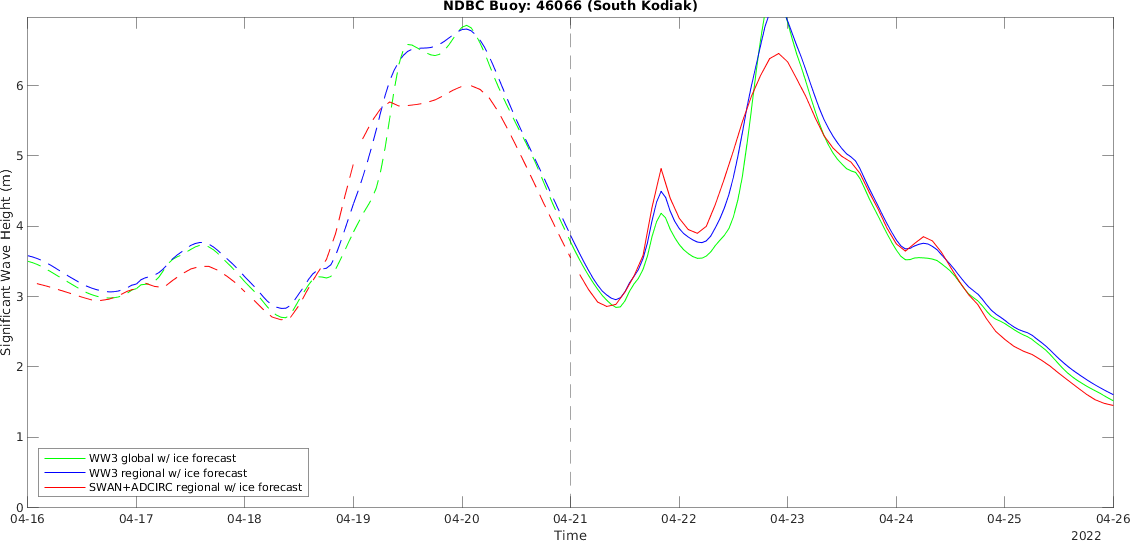 NDBC Buoy: 46066 (South Kodiak)
Significant Wave Height (m)
6
5
4
3
2
1
0
WW3 global w/ ice forecast
WW3 regional w/ ice forecast
SWAN+ADCIRC regional w/ ice forecast
04-16 04-17 04-18 04-19 04-20 04-21 04-22 04-23 04-24 04-25 04-26
Time
2022